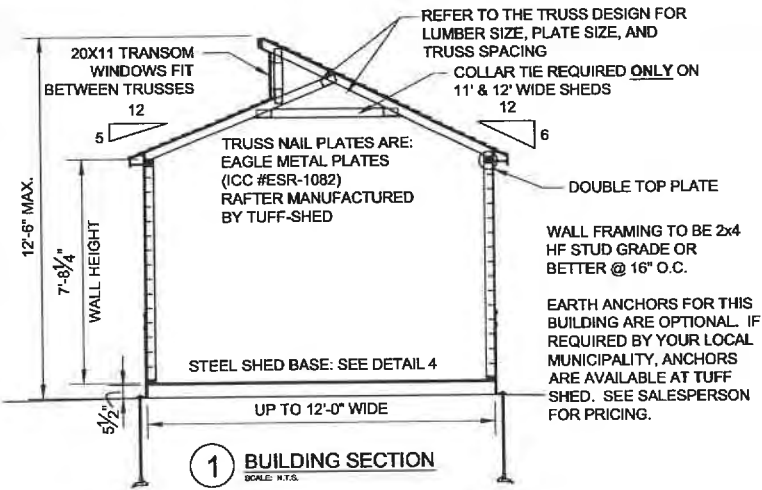 REFER TO THE TRUSS DESIGN FOR
LUMBER SIZE, PLATE SIZE, AND
TRUSS SPACING
20X11 TRANSOM
WINDOWS FIT
BETWEEN TRUSSES
COLLAR TIE REQUIRED ONLY ON
11' & 12' WIDE SHEDS
12
5
12
6
TRUSS NAIL PLATES ARE:
EAGLE METAL PLATES
(ICC #ESR-1082)
RAFTER MANUFACTURED
BY TUFF-SHED
DOUBLE TOP PLATE
12'-6" MAX.
7'-8¼"
WALL HEIGHT
WALL FRAMING TO BE 2x4
HF STUD GRADE OR
BETTER @ 16" O.C.
EARTH ANCHORS FOR THIS
BUILDING ARE OPTIONAL. IF
REQUIRED BY YOUR LOCAL
MUNICIPALITY, ANCHORS
ARE AVAILABLE AT TUFF
SHED. SEE SALESPERSON
FOR PRICING.
STEEL SHED BASE: SEE DETAIL 4
5½"
UP TO 12'-0" WIDE
1 BUILDING SECTION
SCALE: N.T.S.